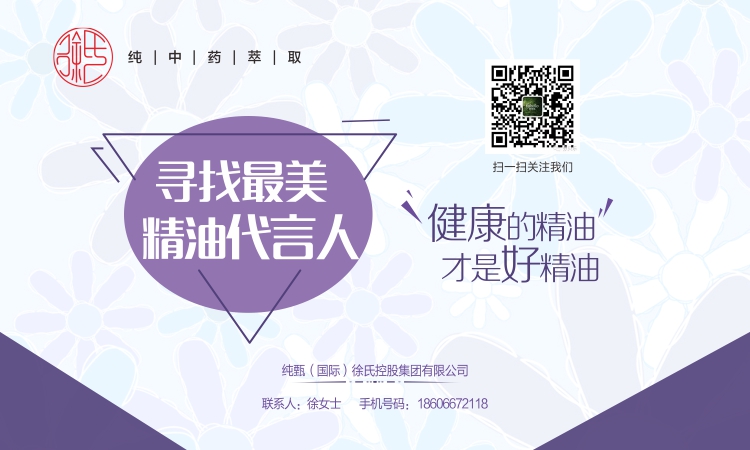 徐氏
纯|中|药|萃|取
扫一扫关注我们
寻找最美
精油代言人
健康的精油
才是好精油
纯甄（国际）徐氏控股集团有限公司
联系人：徐女士 手机号码：18606672118